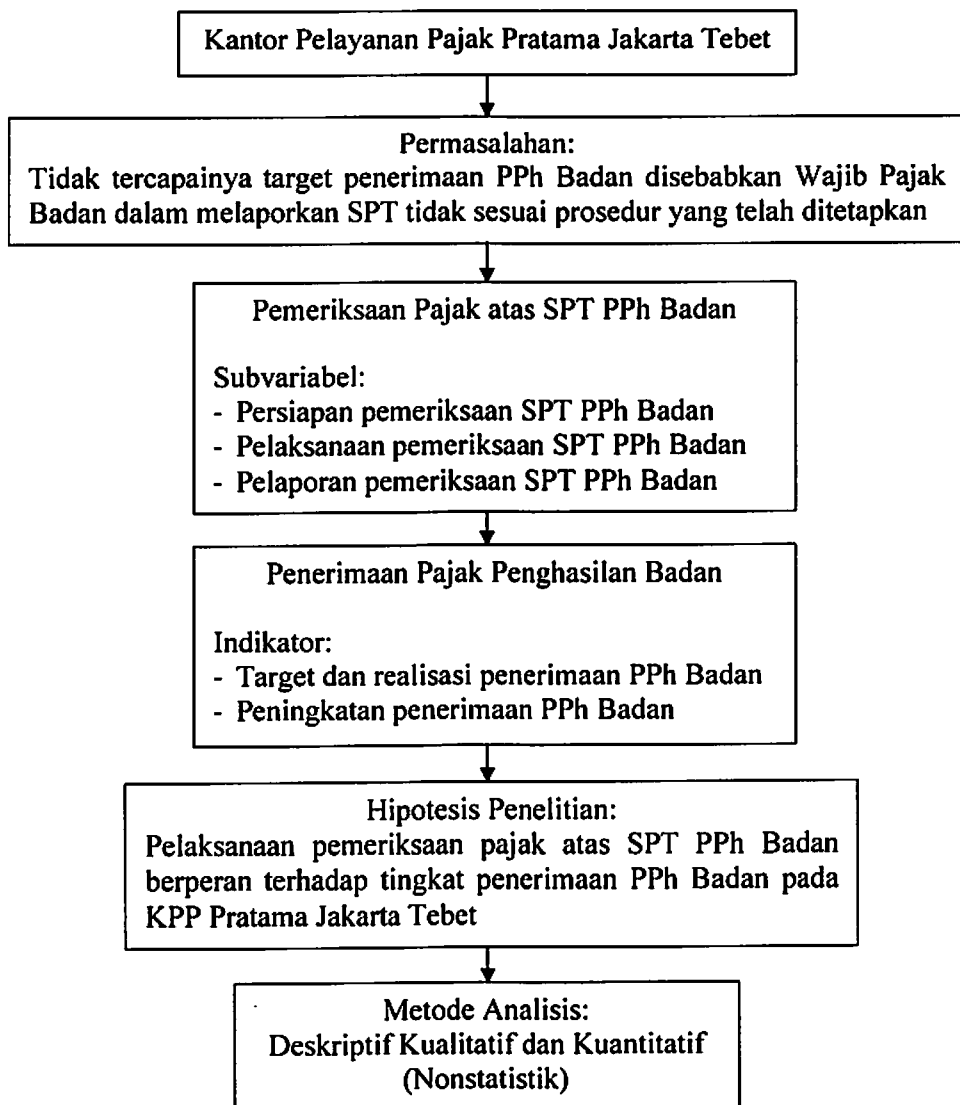 Kantor Pelayanan Pajak Pratama Jakarta Tebet
Permasalahan:
Tidak tercapainya target penerimaan PPh Badan disebabkan Wajib Pajak
Badan dalam melaporkan SPT tidak sesuai prosedur yang telah ditetapkan
Pemeriksaan Pajak atas SPT PPh Badan
Subvariabel:
- Persiapan pemeriksaan SPT PPh Badan
- Pelaksanaan pemeriksaan SPT PPh Badan
- Pelaporan pemeriksaan SPT PPh Badan
Penerimaan Pajak Penghasilan Badan
Indikator:
- Target dan realisasi penerimaan PPh Badan
- Peningkatan penerimaan PPh Badan
Hipotesis Penelitian:
Pelaksanaan pemeriksaan pajak atas SPT PPh Badan
berperan terhadap tingkat penerimaan PPh Badan pada
KPP Pratama Jakarta Tebet
Metode Analisis:
Deskriptif Kualitatif dan Kuantitatif
(Nonstatistik)